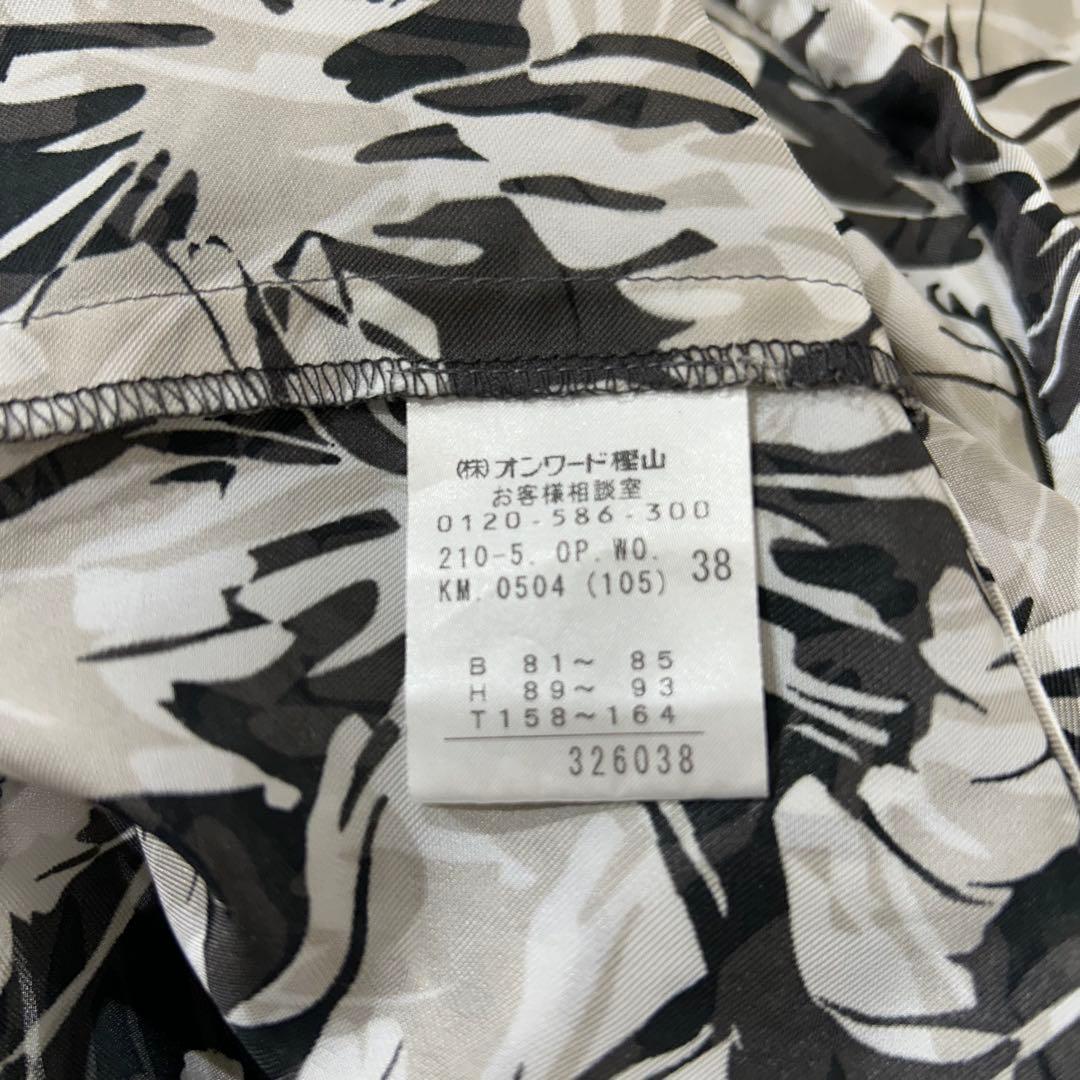 (株)オンワード樫山
お客様相談室
0120-586-300
210-5. OP. WO.
KM. 0504 (105) 38
B 81~ 85
H 89~ 93
T158~164
326038